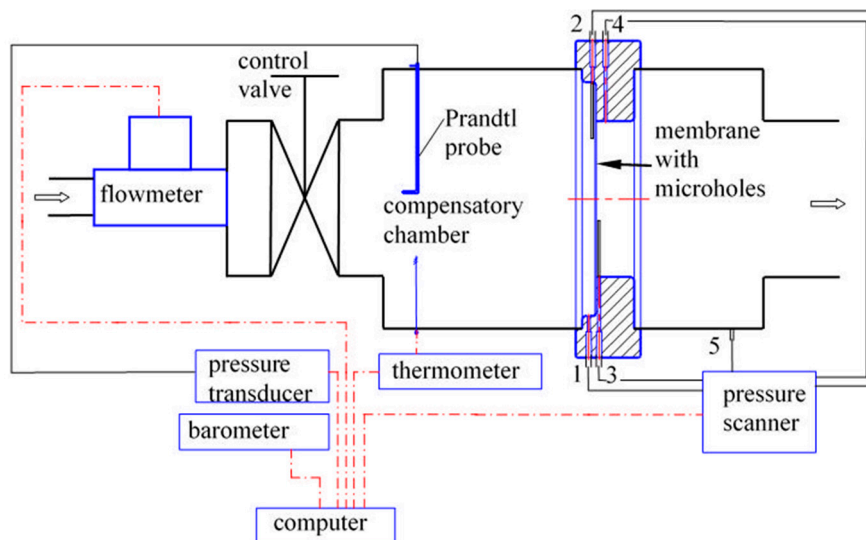 2 4
control
valve
Prandtl
probe
membrane
with
microholes
flowmeter
compensatory
chamber
5
1 3
pressure
transducer
thermometer
pressure
scanner
barometer
computer